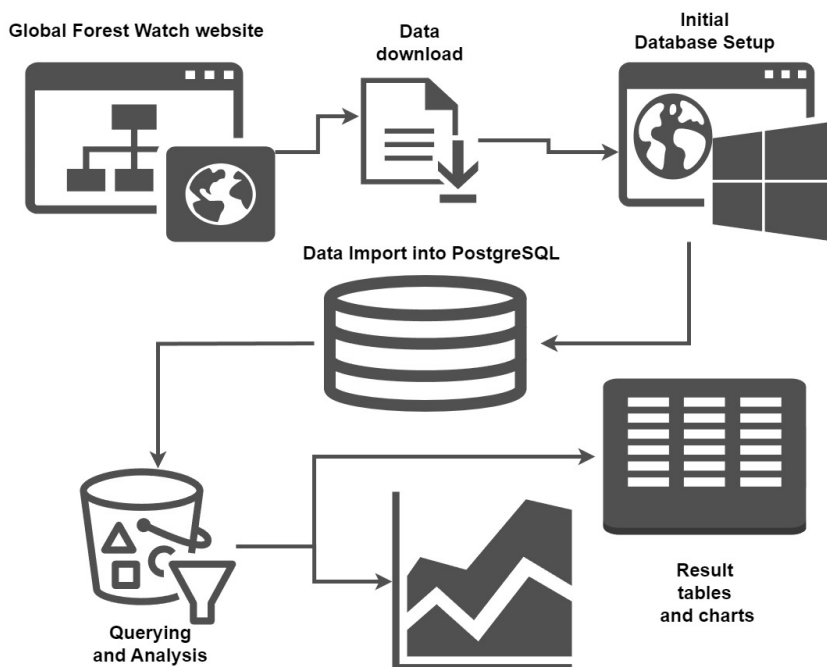 Global Forest Watch website
Data
download
Initial
Database Setup
Data Import into PostgreSQL
Querying
and Analysis
Result
tables
and charts